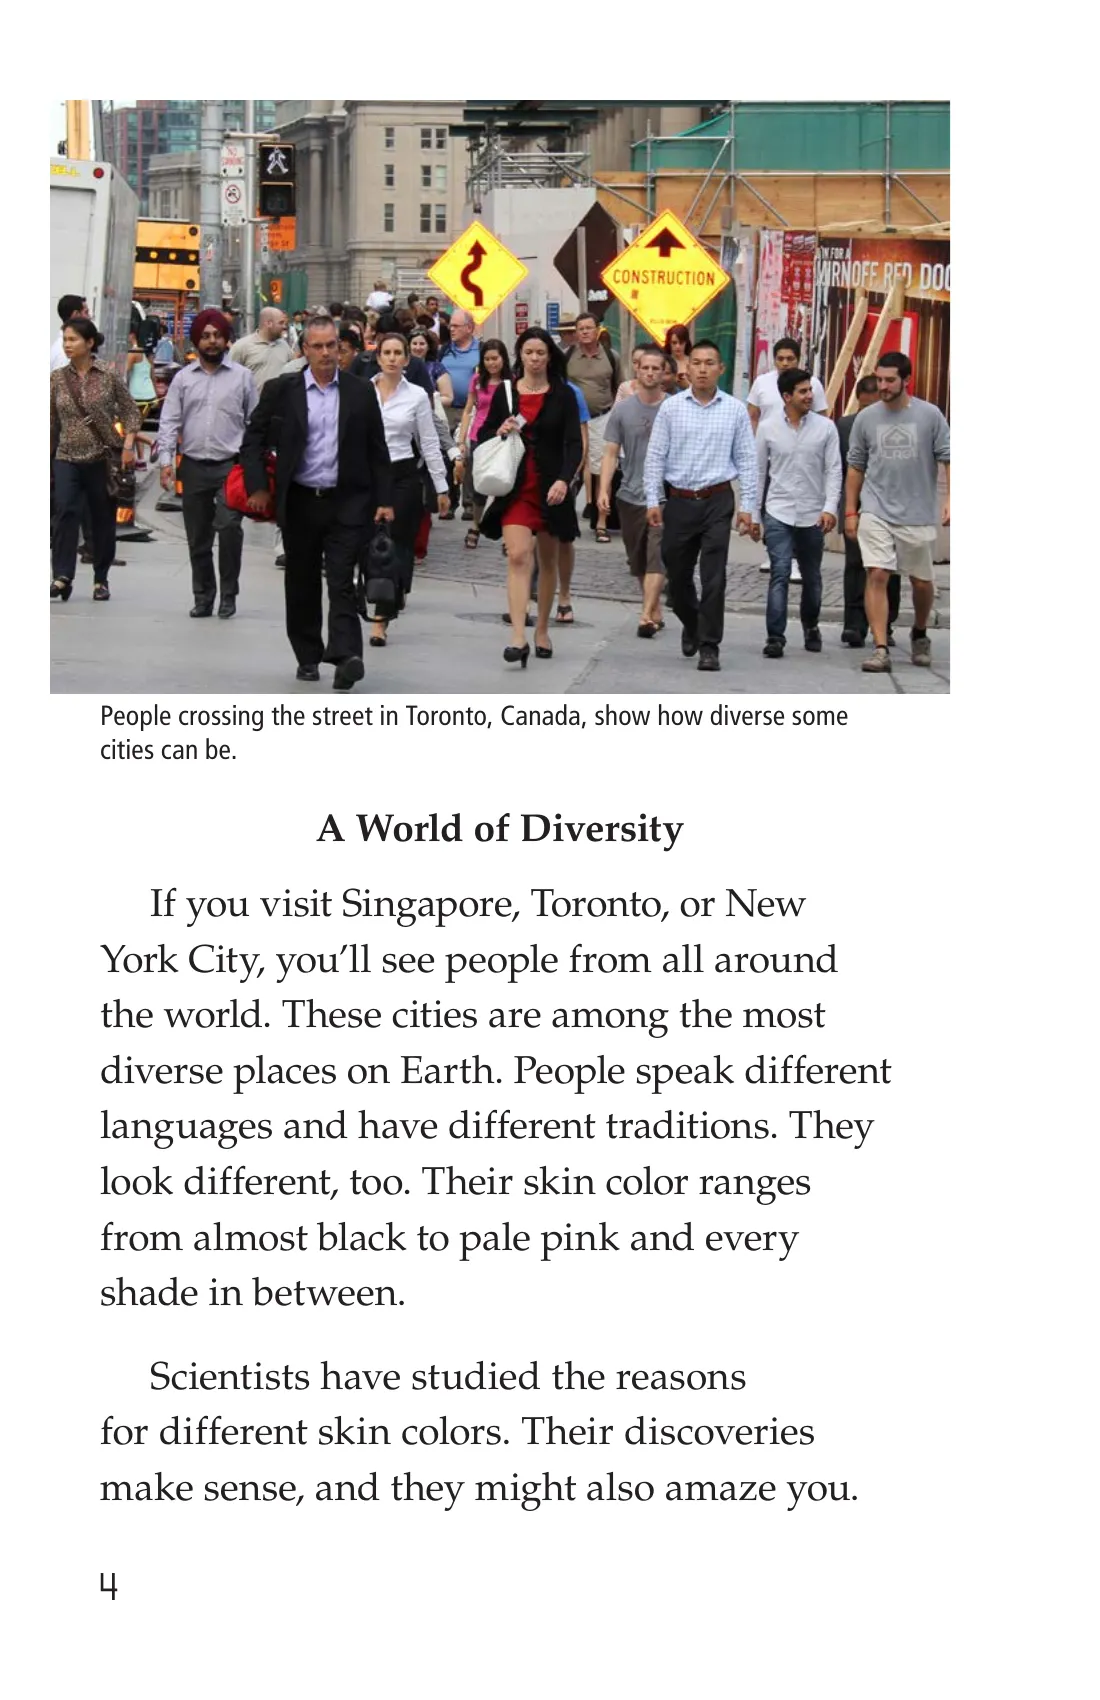 NO
CONSTRUCTION
IRNOFF RED DOG
People crossing the street in Toronto, Canada, show how diverse some
cities can be.
A World of Diversity
If you visit Singapore, Toronto, or New
York City, you’ll see people from all around
the world. These cities are among the most
diverse places on Earth. People speak different
languages and have different traditions. They
look different, too. Their skin color ranges
from almost black to pale pink and every
shade in between.
Scientists have studied the reasons
for different skin colors. Their discoveries
make sense, and they might also amaze you.
4